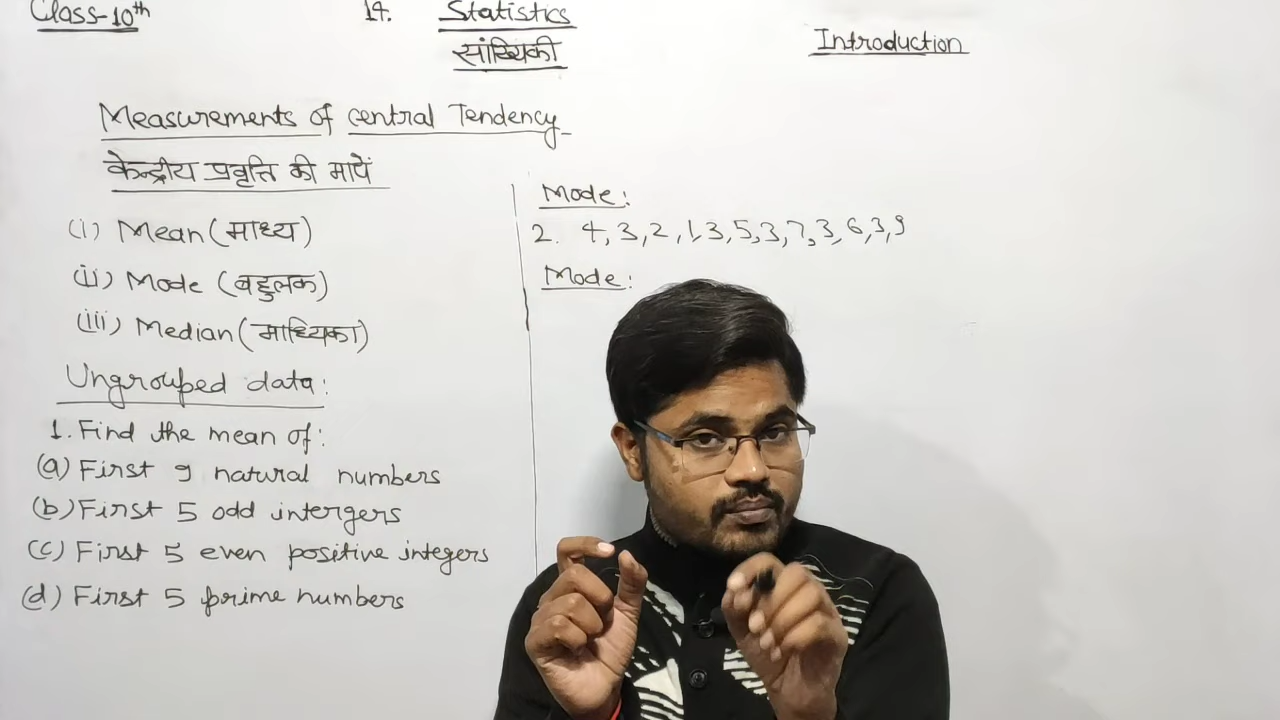 Class-10th
14. Statistics
सांख्यिकी
Introduction
Measurements of central Tendency
केन्द्रीय प्रवृत्ति की मापें
(i) Mean (माध्य)
(ii) Mode (बहुलक)
(iii) Median (माध्यिका)
Ungrouped data:
1. Find the mean of:
(a) First 9 natural numbers
(b) First 5 odd intergers
(c) First 5 even positive integers
(d) First 5 prime numbers
Mode:
2. 4, 3, 2, 1, 3, 5, 3, 7, 3, 6, 3, 9
Mode: